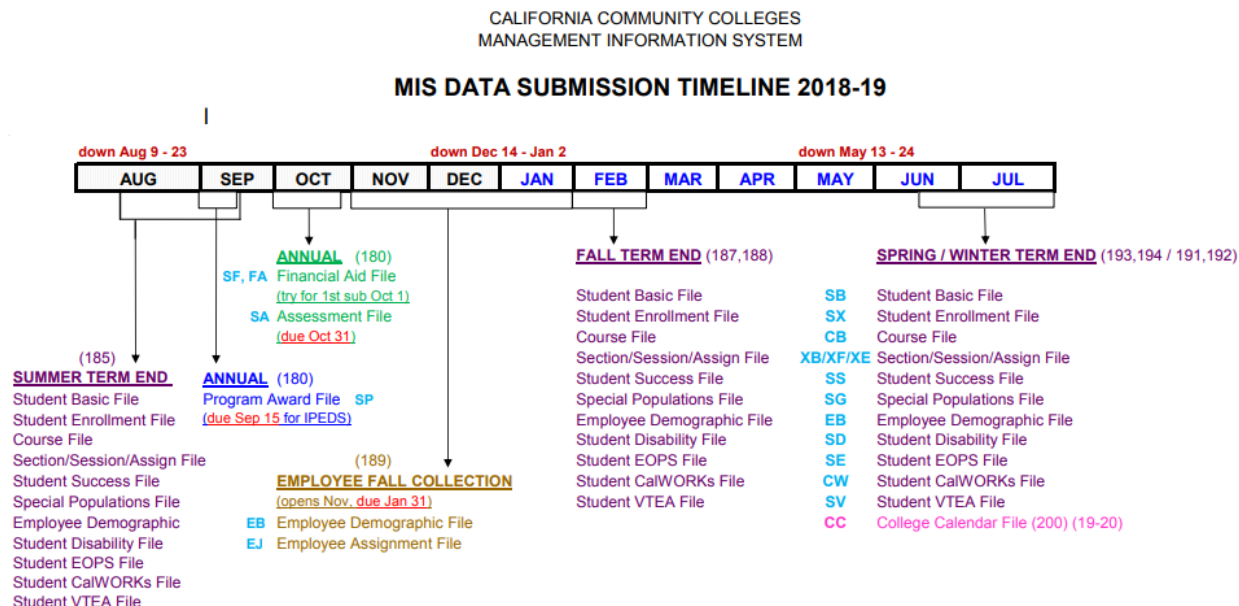 CALIFORNIA COMMUNITY COLLEGES
MANAGEMENT INFORMATION SYSTEM
MIS DATA SUBMISSION TIMELINE 2018-19
down Aug 9 - 23
down Dec 14 - Jan 2
down May 13 - 24
AUG SEP OCT NOV DEC JAN FEB MAR APR MAY JUN JUL
ANNUAL (180)
SF, FA Financial Aid File
(try for 1st sub Oct 1)
SA Assessment File
(due Oct 31)
(185)
SUMMER TERM END
Student Basic File
Student Enrollment File
Course File
Section/Session/Assign File
Student Success File
Special Populations File
Employee Demographic
Student Disability File
Student EOPS File
Student CalWORKs File
Student VTEA File
ANNUAL (180)
Program Award File SP
(due Sep 15 for IPEDS)
(189)
EMPLOYEE FALL COLLECTION
(opens Nov, due Jan 31)
EB Employee Demographic File
EJ Employee Assignment File
FALL TERM END (187,188)
Student Basic File
Student Enrollment File
Course File
Section/Session/Assign File
Student Success File
Special Populations File
Employee Demographic File
Student Disability File
Student EOPS File
Student CalWORKs File
Student VTEA File
SPRING / WINTER TERM END (193,194 / 191,192)
SB Student Basic File
SX Student Enrollment File
CB Course File
XB/XF/XE Section/Session/Assign File
SS Student Success File
SG Special Populations File
EB Employee Demographic File
SD Student Disability File
SE Student EOPS File
CW Student CalWORKs File
SV Student VTEA File
CC College Calendar File (200) (19-20)